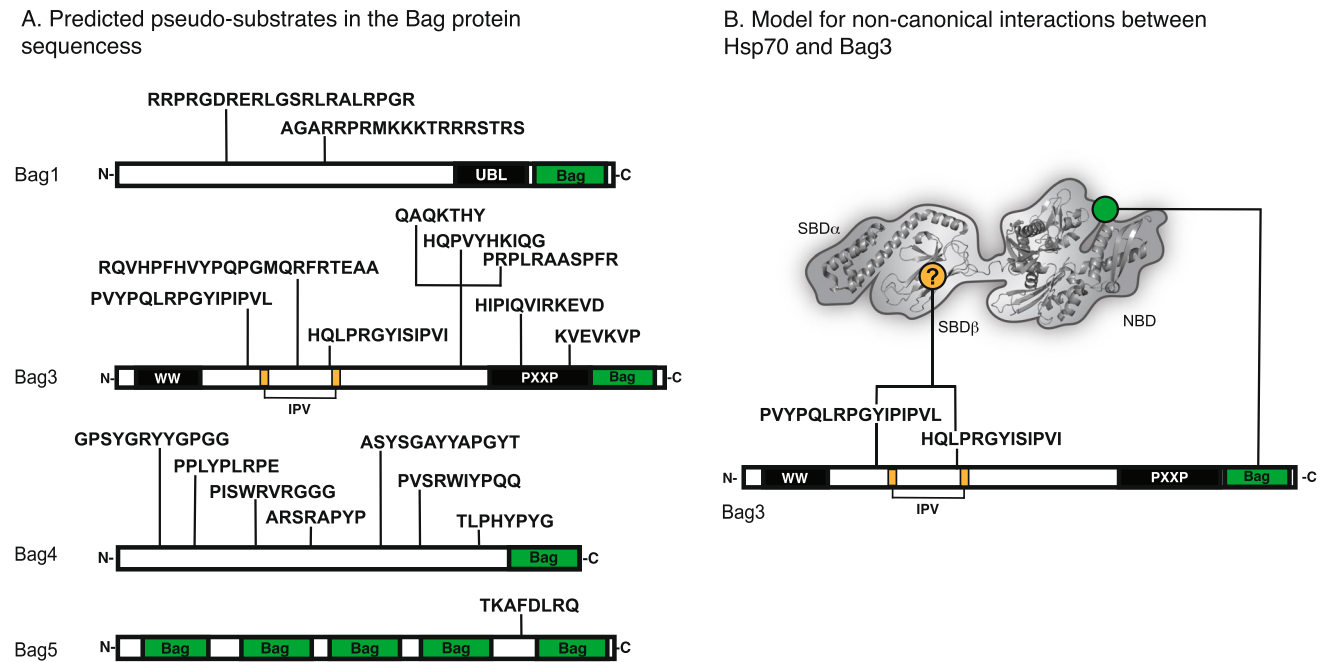 A. Predicted pseudo-substrates in the Bag protein
sequencess
RRPRGDRERLGSRLRALRPGR
AGARRPRMKKKTRRRSTRS
Bag1
N-
UBL
Bag
-C
QAQKTHY
HQPVYHKIQG
PRPLRAASPFR
RQVHPFHVYPQPGMQRFRTEAA
PVYPQLRPGYIPIPVL
HIPIQVIRKEVD
HQLPRGYISIPVI
KVEVKVP
Bag3
N-
WW
PXXP
Bag
-C
IPV
GPSYGRYYGPGG
ASYSGAYYAPGYT
PPLYPLRPE
PISWRVRGGG
PVSRWIYPQQ
ARSRAPYP
TLPHYPYG
Bag4
N-
Bag
-C
TKAFDLRQ
Bag5
N-
Bag
Bag
Bag
Bag
Bag
-C
B. Model for non-canonical interactions between
Hsp70 and Bag3
SBDα
?
SBDβ
NBD
PVYPQLRPGYIPIPVL
HQLPRGYISIPVI
N-
WW
PXXP
Bag
-C
Bag3
IPV